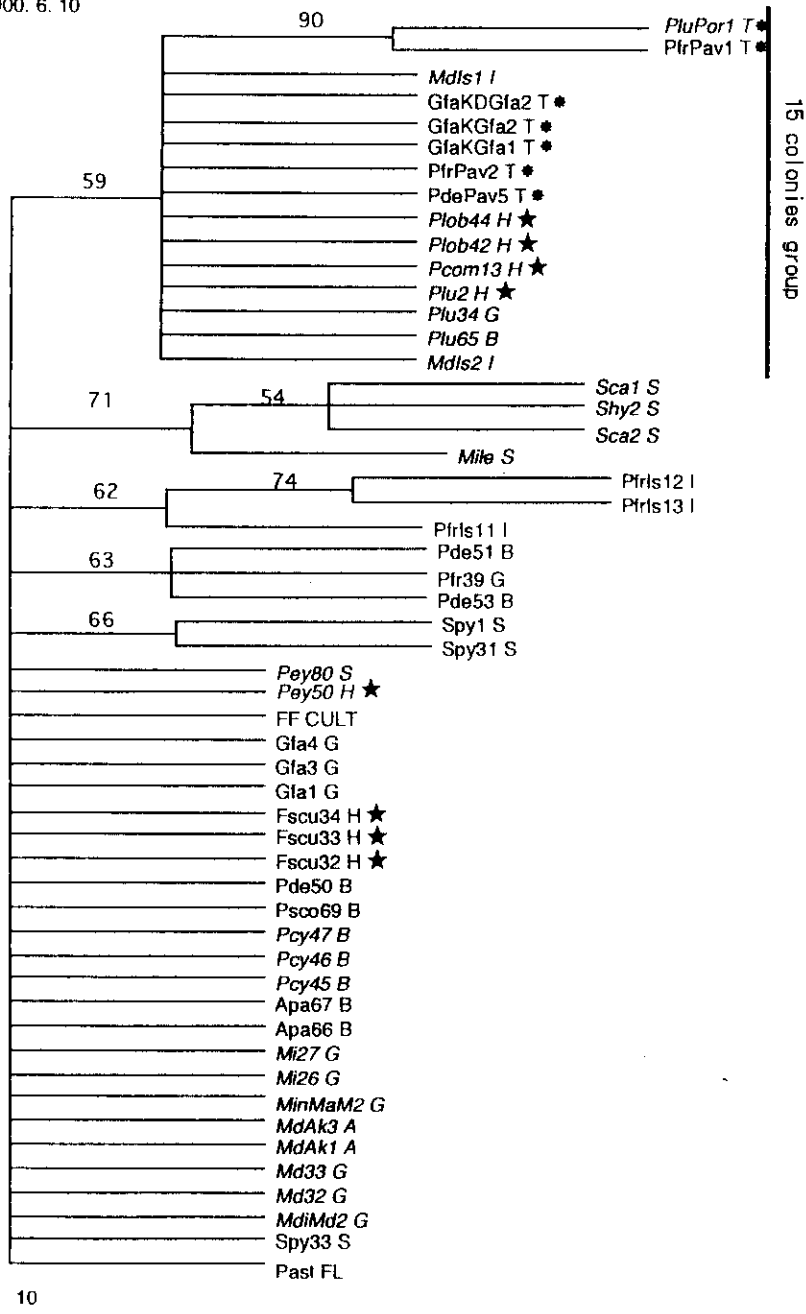 00. 6. 10
90
PluPor1 T●
PfrPav1 T●
MdIs1 I
GfaKDGfa2 T ●
GfaKGfa2 T ●
GfaKGfa1 T ●
59
PfrPav2 T ●
PdePav5 T ●
Plob44 H ★
Plob42 H ★
Pcom13 H ★
Plu2 H ★
Plu34 G
Plu65 B
MdIs2 I
15 colonies group
71
54
Sca1 S
Shy2 S
Sca2 S
Mile S
62
74
PfrIs12 I
PfrIs13 I
PfrIs11 I
63
Pde51 B
Pfr39 G
Pde53 B
66
Spy1 S
Spy31 S
Pey80 S
Pey50 H ★
FF CULT
Gfa4 G
Gfa3 G
Gfa1 G
Fscu34 H ★
Fscu33 H ★
Fscu32 H ★
Pde50 B
Psco69 B
Pcy47 B
Pcy46 B
Pcy45 B
Apa67 B
Apa66 B
Mi27 G
Mi26 G
MinMaM2 G
MdAk3 A
MdAk1 A
Md33 G
Md32 G
MdiMd2 G
Spy33 S
Past FL
10